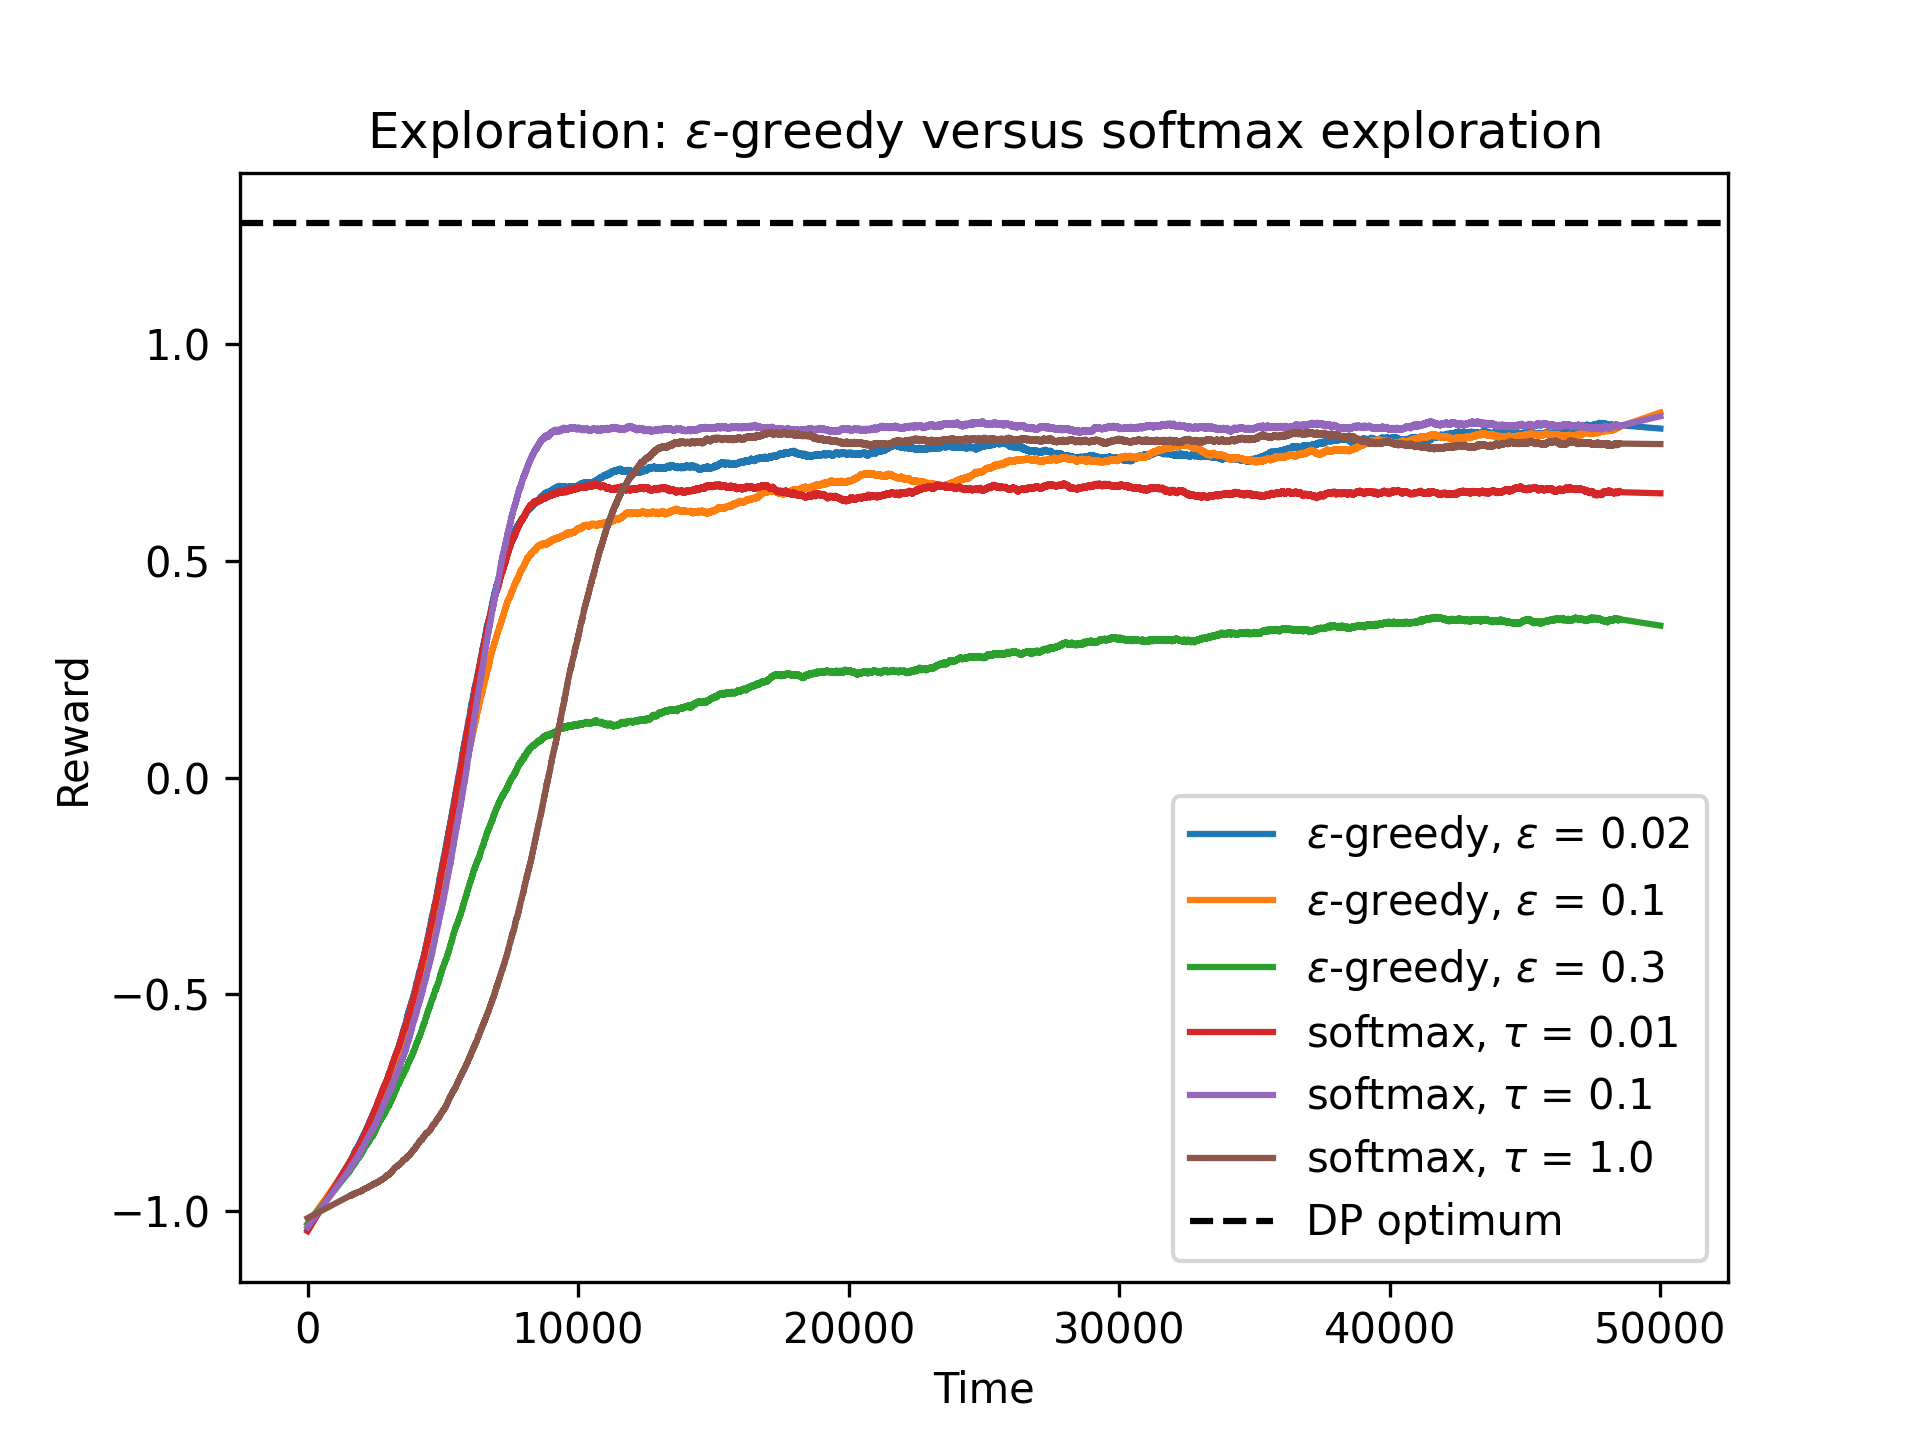 Exploration: ε-greedy versus softmax exploration
Reward
1.0
0.5
0.0
−0.5
−1.0
ε-greedy, ε = 0.02
ε-greedy, ε = 0.1
ε-greedy, ε = 0.3
softmax, τ = 0.01
softmax, τ = 0.1
softmax, τ = 1.0
DP optimum
0 10000 20000 30000 40000 50000
Time